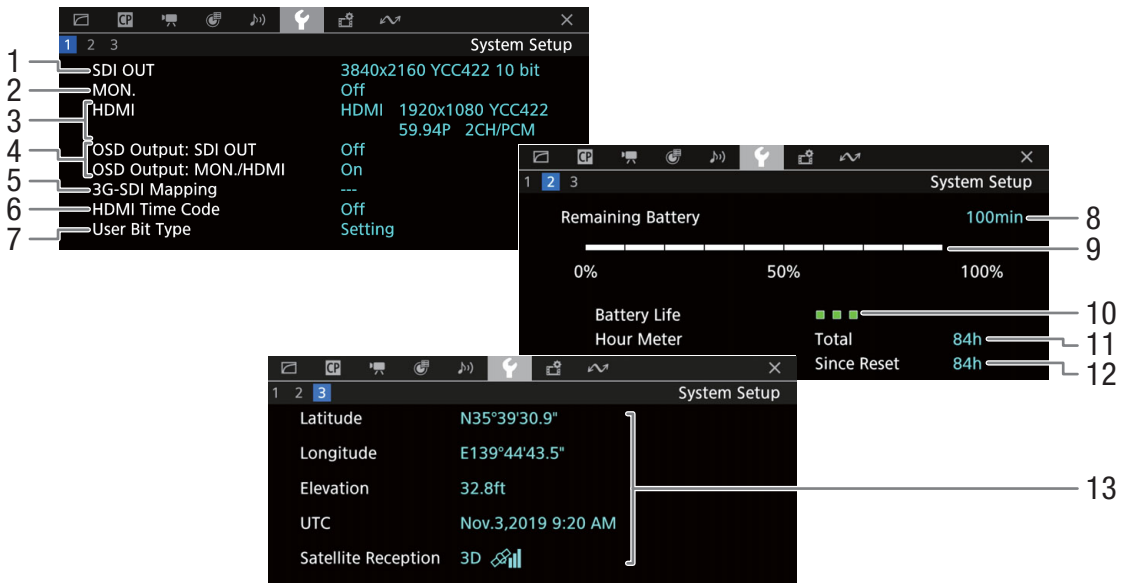 CP
1 2 3 System Setup
1 SDI OUT 3840x2160 YCC422 10 bit
2 MON. Off
3 HDMI HDMI 1920x1080 YCC422
59.94P 2CH/PCM
4 OSD Output: SDI OUT Off
OSD Output: MON./HDMI On
5 3G-SDI Mapping ---
6 HDMI Time Code Off
7 User Bit Type Setting
CP
1 2 3 System Setup
Remaining Battery 100min 8
9
0% 50% 100%
Battery Life 10
Hour Meter Total 84h 11
Since Reset 84h 12
CP
1 2 3 System Setup
Latitude N35°39'30.9"
Longitude E139°44'43.5"
Elevation 32.8ft 13
UTC Nov.3,2019 9:20 AM
Satellite Reception 3D